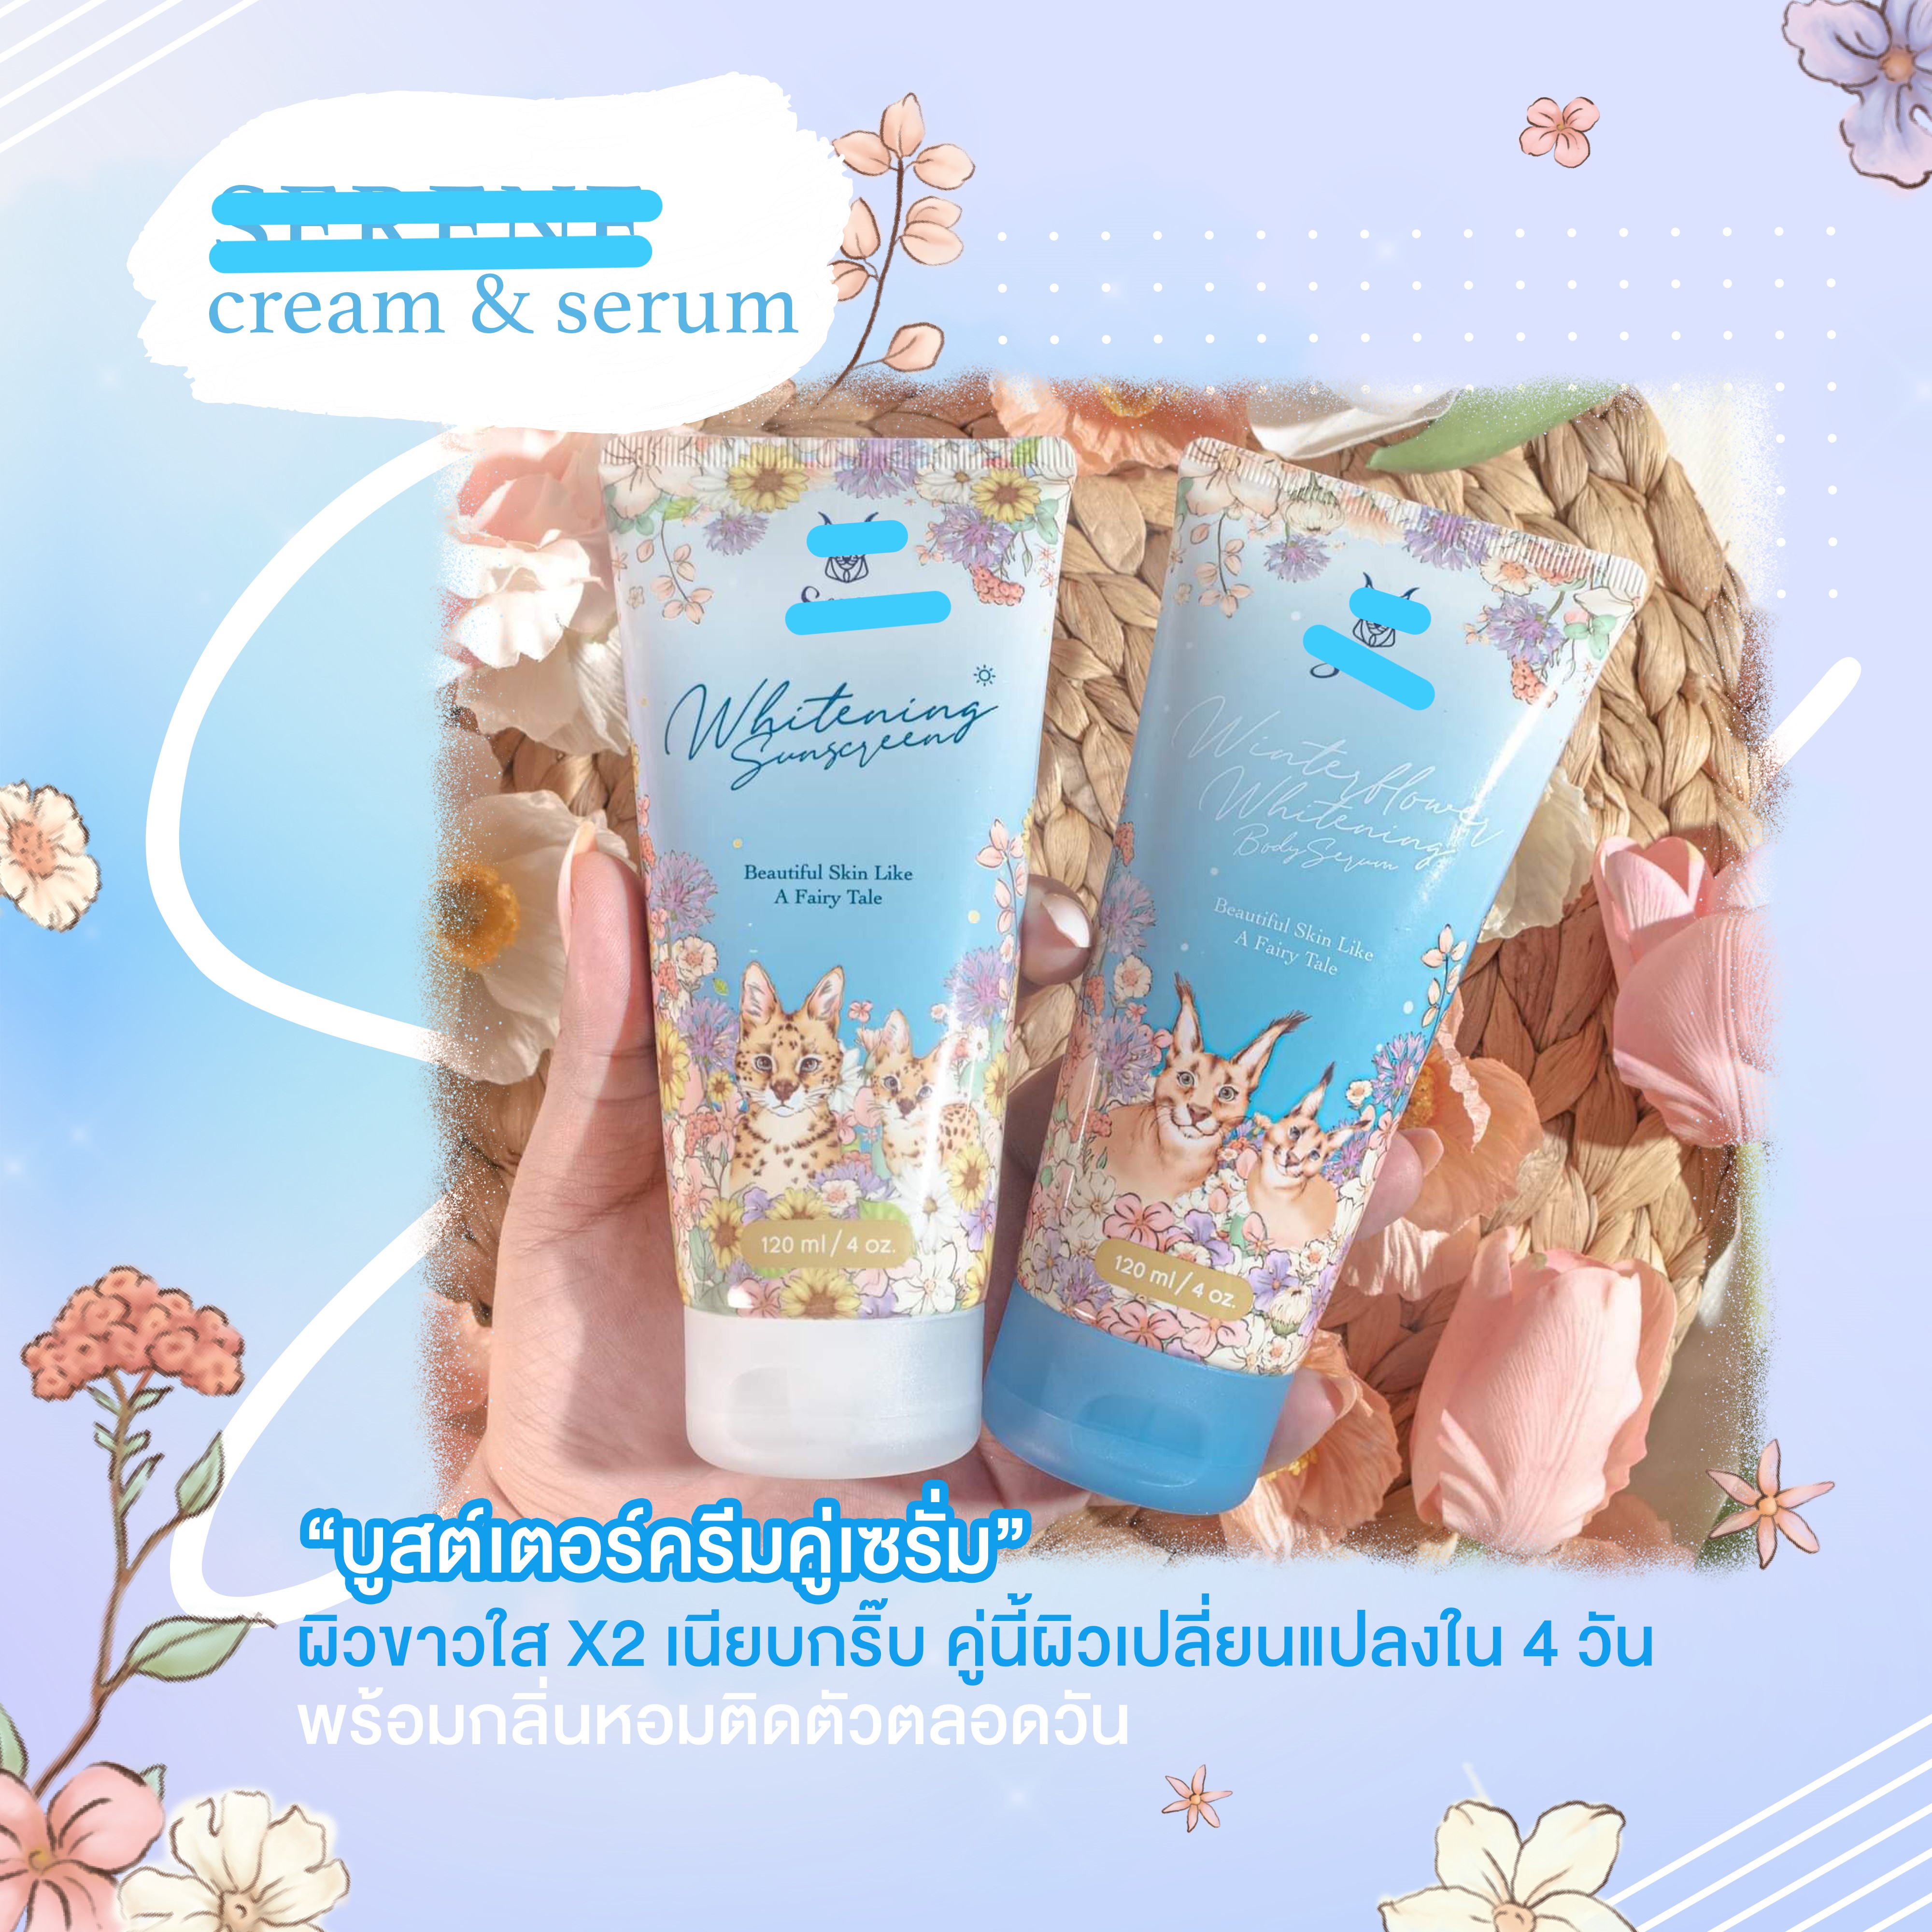 SERENE
cream & serum
Whitening
Sunscreen
Beautiful Skin Like
A Fairy Tale
120 ml / 4 oz.
Winterflower
Whitening
Body Serum
Beautiful Skin Like
A Fairy Tale
120 ml / 4 oz.
“บูสต์เตอร์ครีมคู่เซรั่ม”
ผิวขาวใส X2 เนียบกริ๊บ คู่นี้ผิวเปลี่ยนแปลงใน 4 วัน
พร้อมกลิ่นหอมติดตัวตลอดวัน